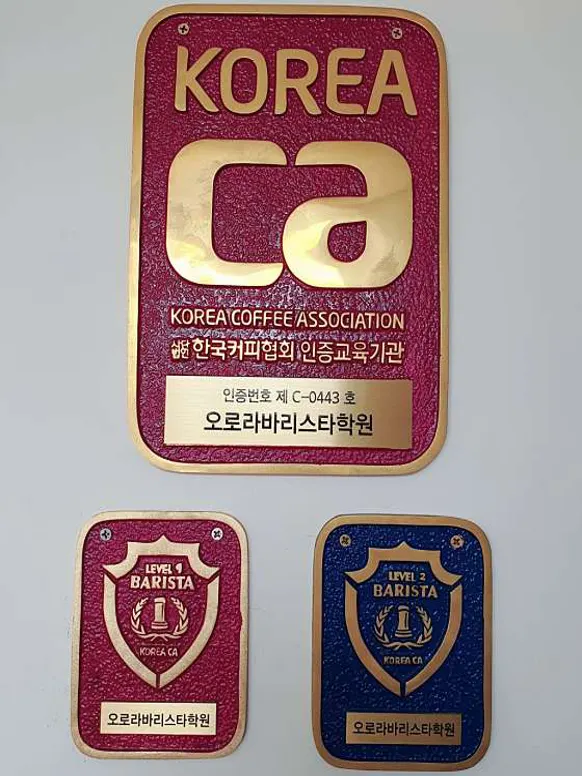 KOREA
ca
KOREA COFFEE ASSOCIATION
사단법인 한국커피협회 인증교육기관
인증번호 제 C-0443 호
오로라바리스타학원
LEVEL 1
BARISTA
KOREA CA
오로라바리스타학원
LEVEL 2
BARISTA
KOREA CA
오로라바리스타학원